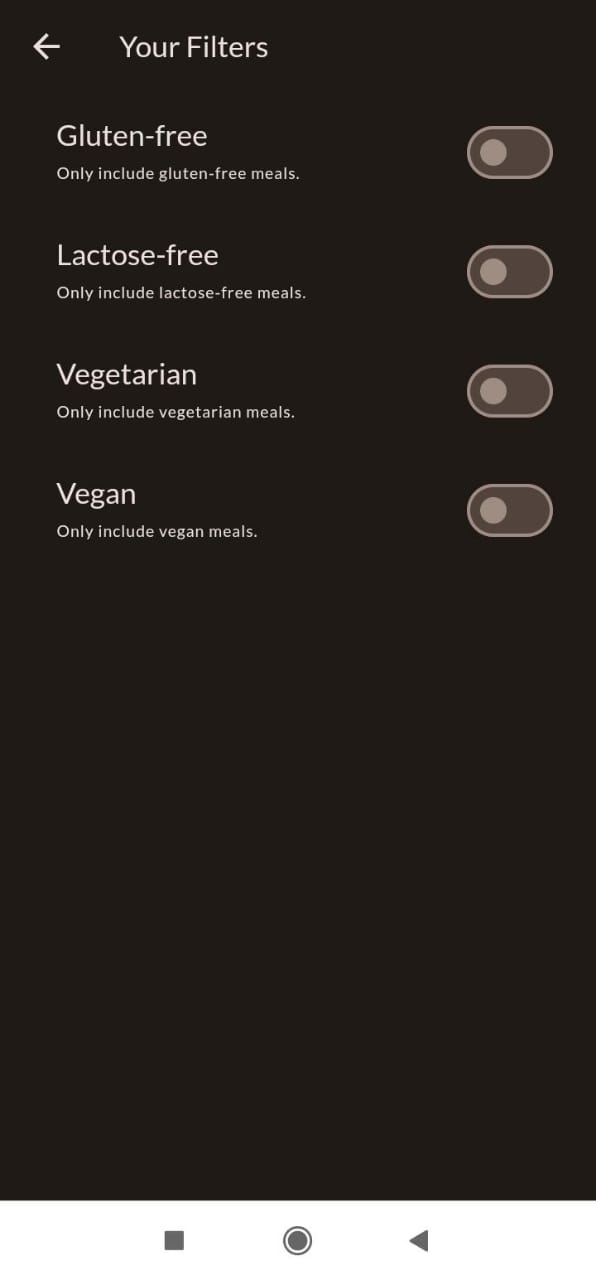 Your Filters
Gluten-free
Only include gluten-free meals.
Lactose-free
Only include lactose-free meals.
Vegetarian
Only include vegetarian meals.
Vegan
Only include vegan meals.